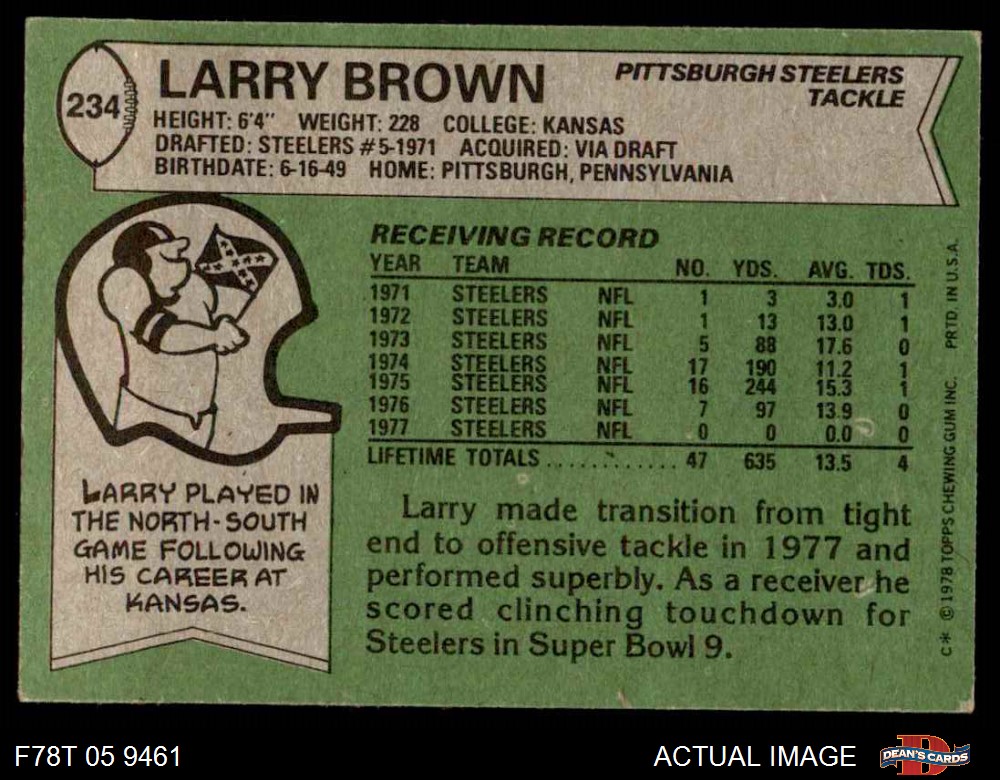 234
LARRY BROWN
PITTSBURGH STEELERS
TACKLE
HEIGHT: 6'4" WEIGHT: 228 COLLEGE: KANSAS
DRAFTED: STEELERS #5-1971 ACQUIRED: VIA DRAFT
BIRTHDATE: 6-16-49 HOME: PITTSBURGH, PENNSYLVANIA
RECEIVING RECORD
YEAR TEAM NO. YDS. AVG. TDS.
1971 STEELERS NFL 1 3 3.0 1
1972 STEELERS NFL 1 13 13.0 1
1973 STEELERS NFL 5 88 17.6 0
1974 STEELERS NFL 17 190 11.2 1
1975 STEELERS NFL 16 244 15.3 1
1976 STEELERS NFL 7 97 13.9 0
1977 STEELERS NFL 0 0 0.0 0
LIFETIME TOTALS ............ 47 635 13.5 4
LARRY PLAYED IN
THE NORTH-SOUTH
GAME FOLLOWING
HIS CAREER AT
KANSAS.
Larry made transition from tight
end to offensive tackle in 1977 and
performed superbly. As a receiver he
scored clinching touchdown for
Steelers in Super Bowl 9.
C* © 1978 TOPPS CHEWING GUM INC. PRTD. IN U.S.A.
F78T 05 9461
ACTUAL IMAGE
D
DEAN'S CARDS